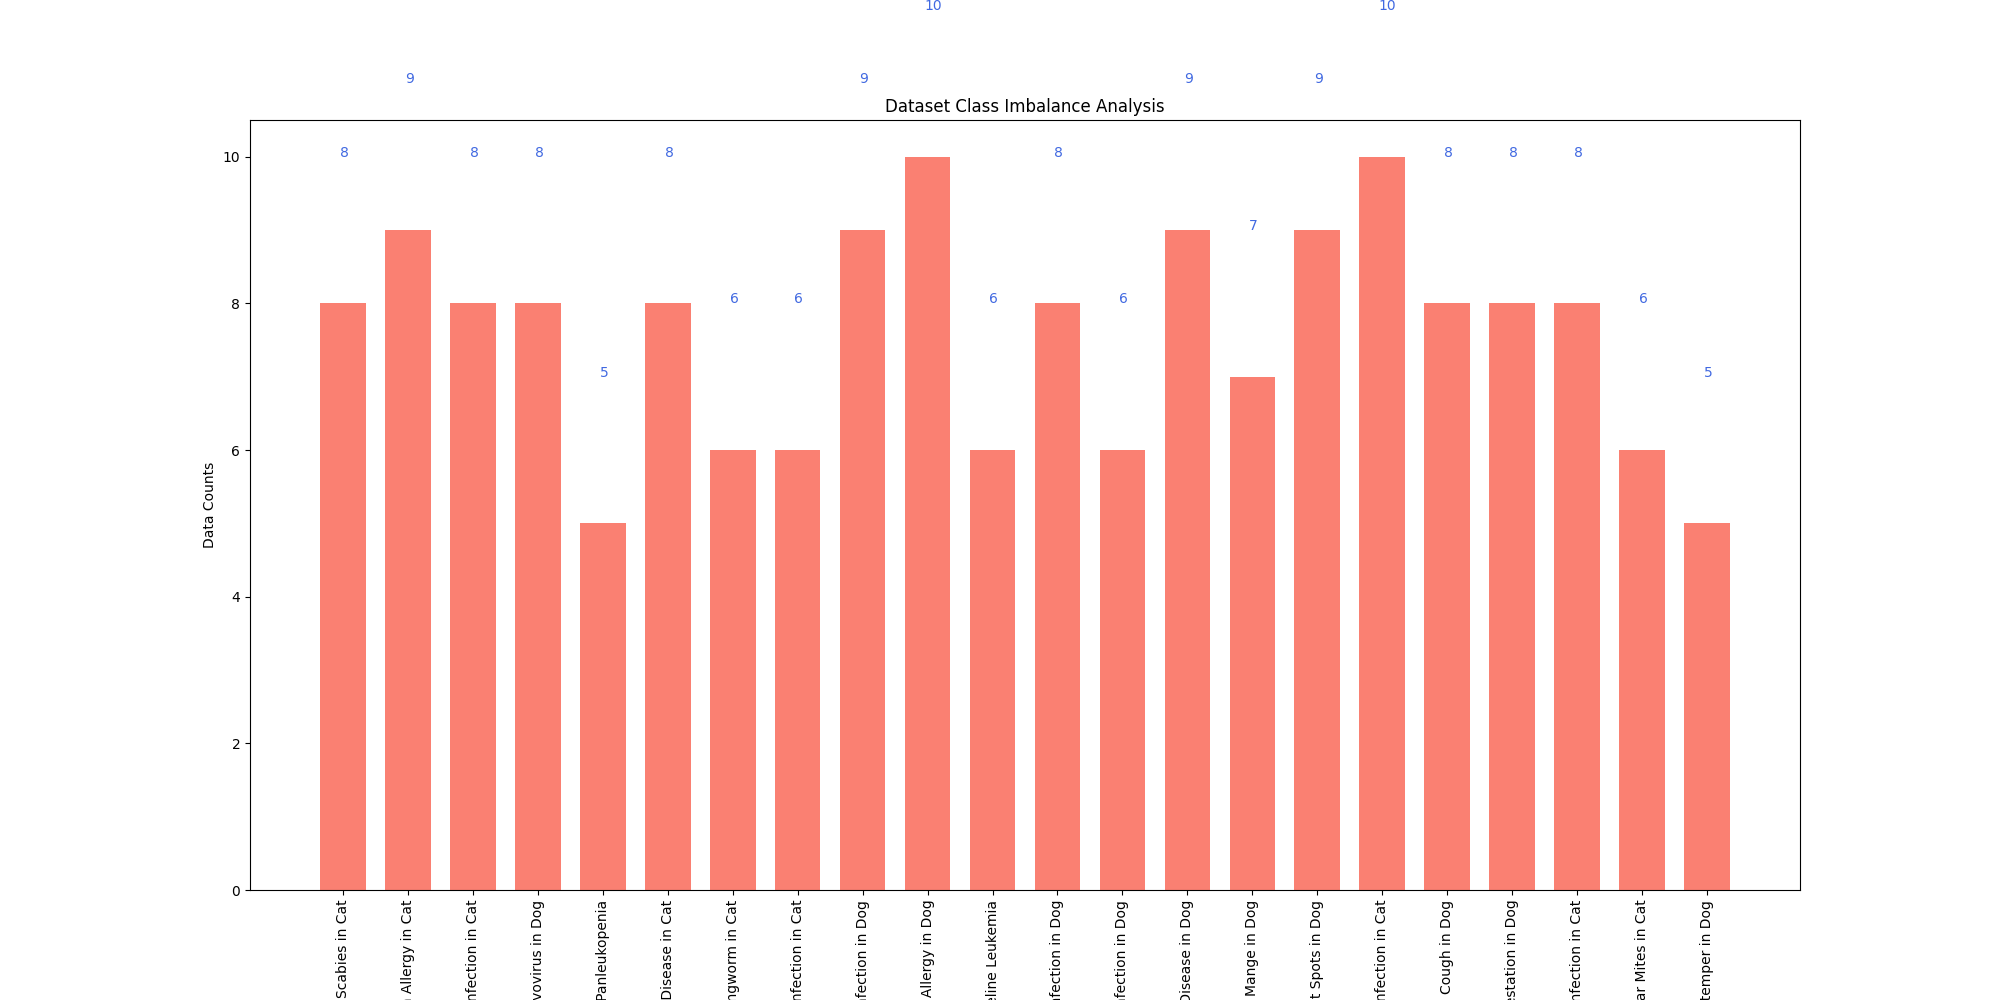 10 10
9 9 9 9
Dataset Class Imbalance Analysis
8 8 8 8 8 8 8 8
7
6 6 6 6 6
5 5
10
8
6
4
2
0
Data Counts
Scabies in Cat
Allergy in Cat
nfection in Cat
vovirus in Dog
Panleukopenia
Disease in Cat
ngworm in Cat
nfection in Cat
fection in Dog
Allergy in Dog
eline Leukemia
nfection in Dog
nfection in Dog
Disease in Dog
Mange in Dog
t Spots in Dog
nfection in Cat
Cough in Dog
estation in Dog
nfection in Cat
ar Mites in Cat
temper in Dog